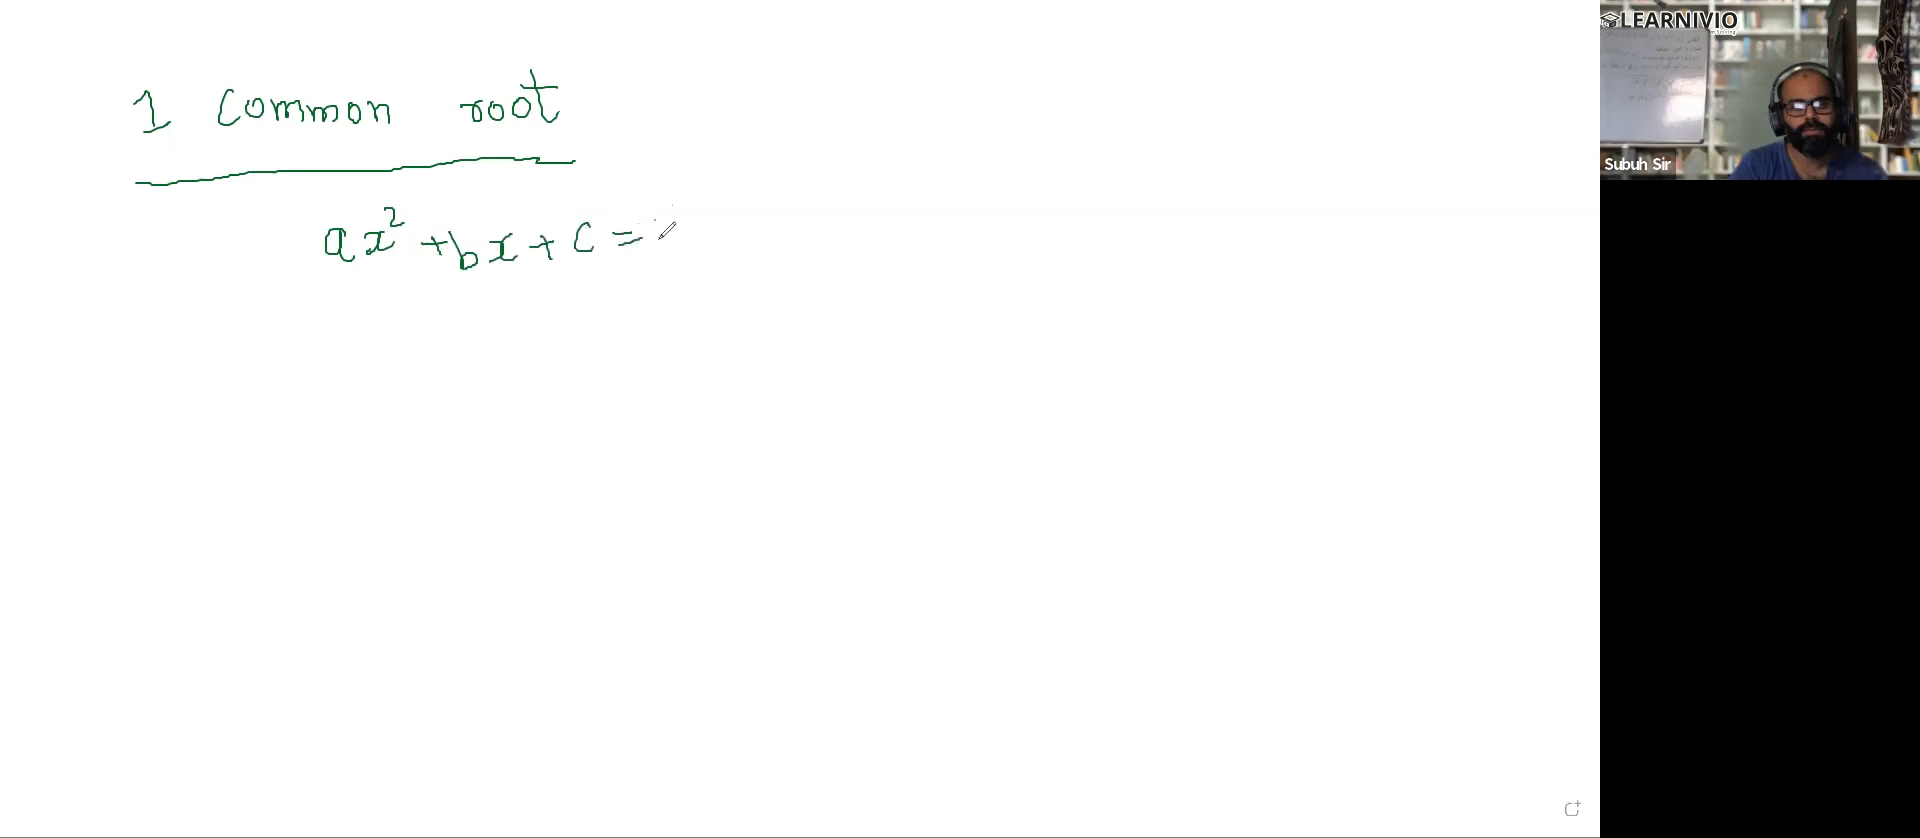 1 common root
ax² + bx + c =
LEARNIVIO
Subuh Sir